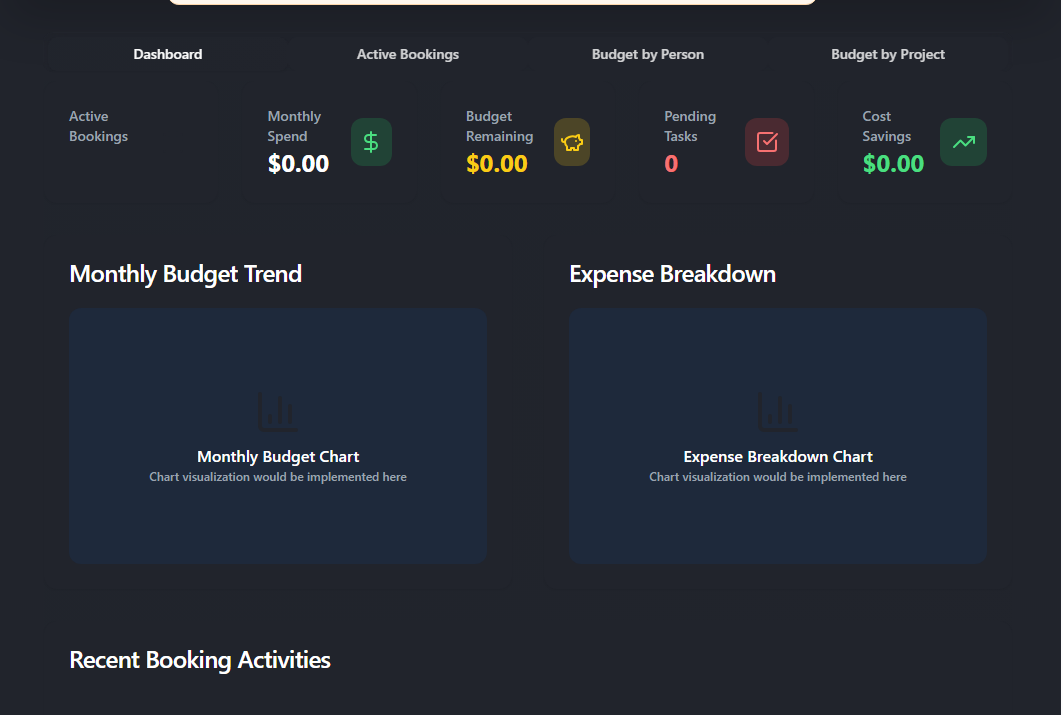 Dashboard
Active Bookings
Budget by Person
Budget by Project
Active
Bookings
Monthly
Spend
$0.00
Budget
Remaining
$0.00
Pending
Tasks
0
Cost
Savings
$0.00
Monthly Budget Trend
Monthly Budget Chart
Chart visualization would be implemented here
Expense Breakdown
Expense Breakdown Chart
Chart visualization would be implemented here
Recent Booking Activities